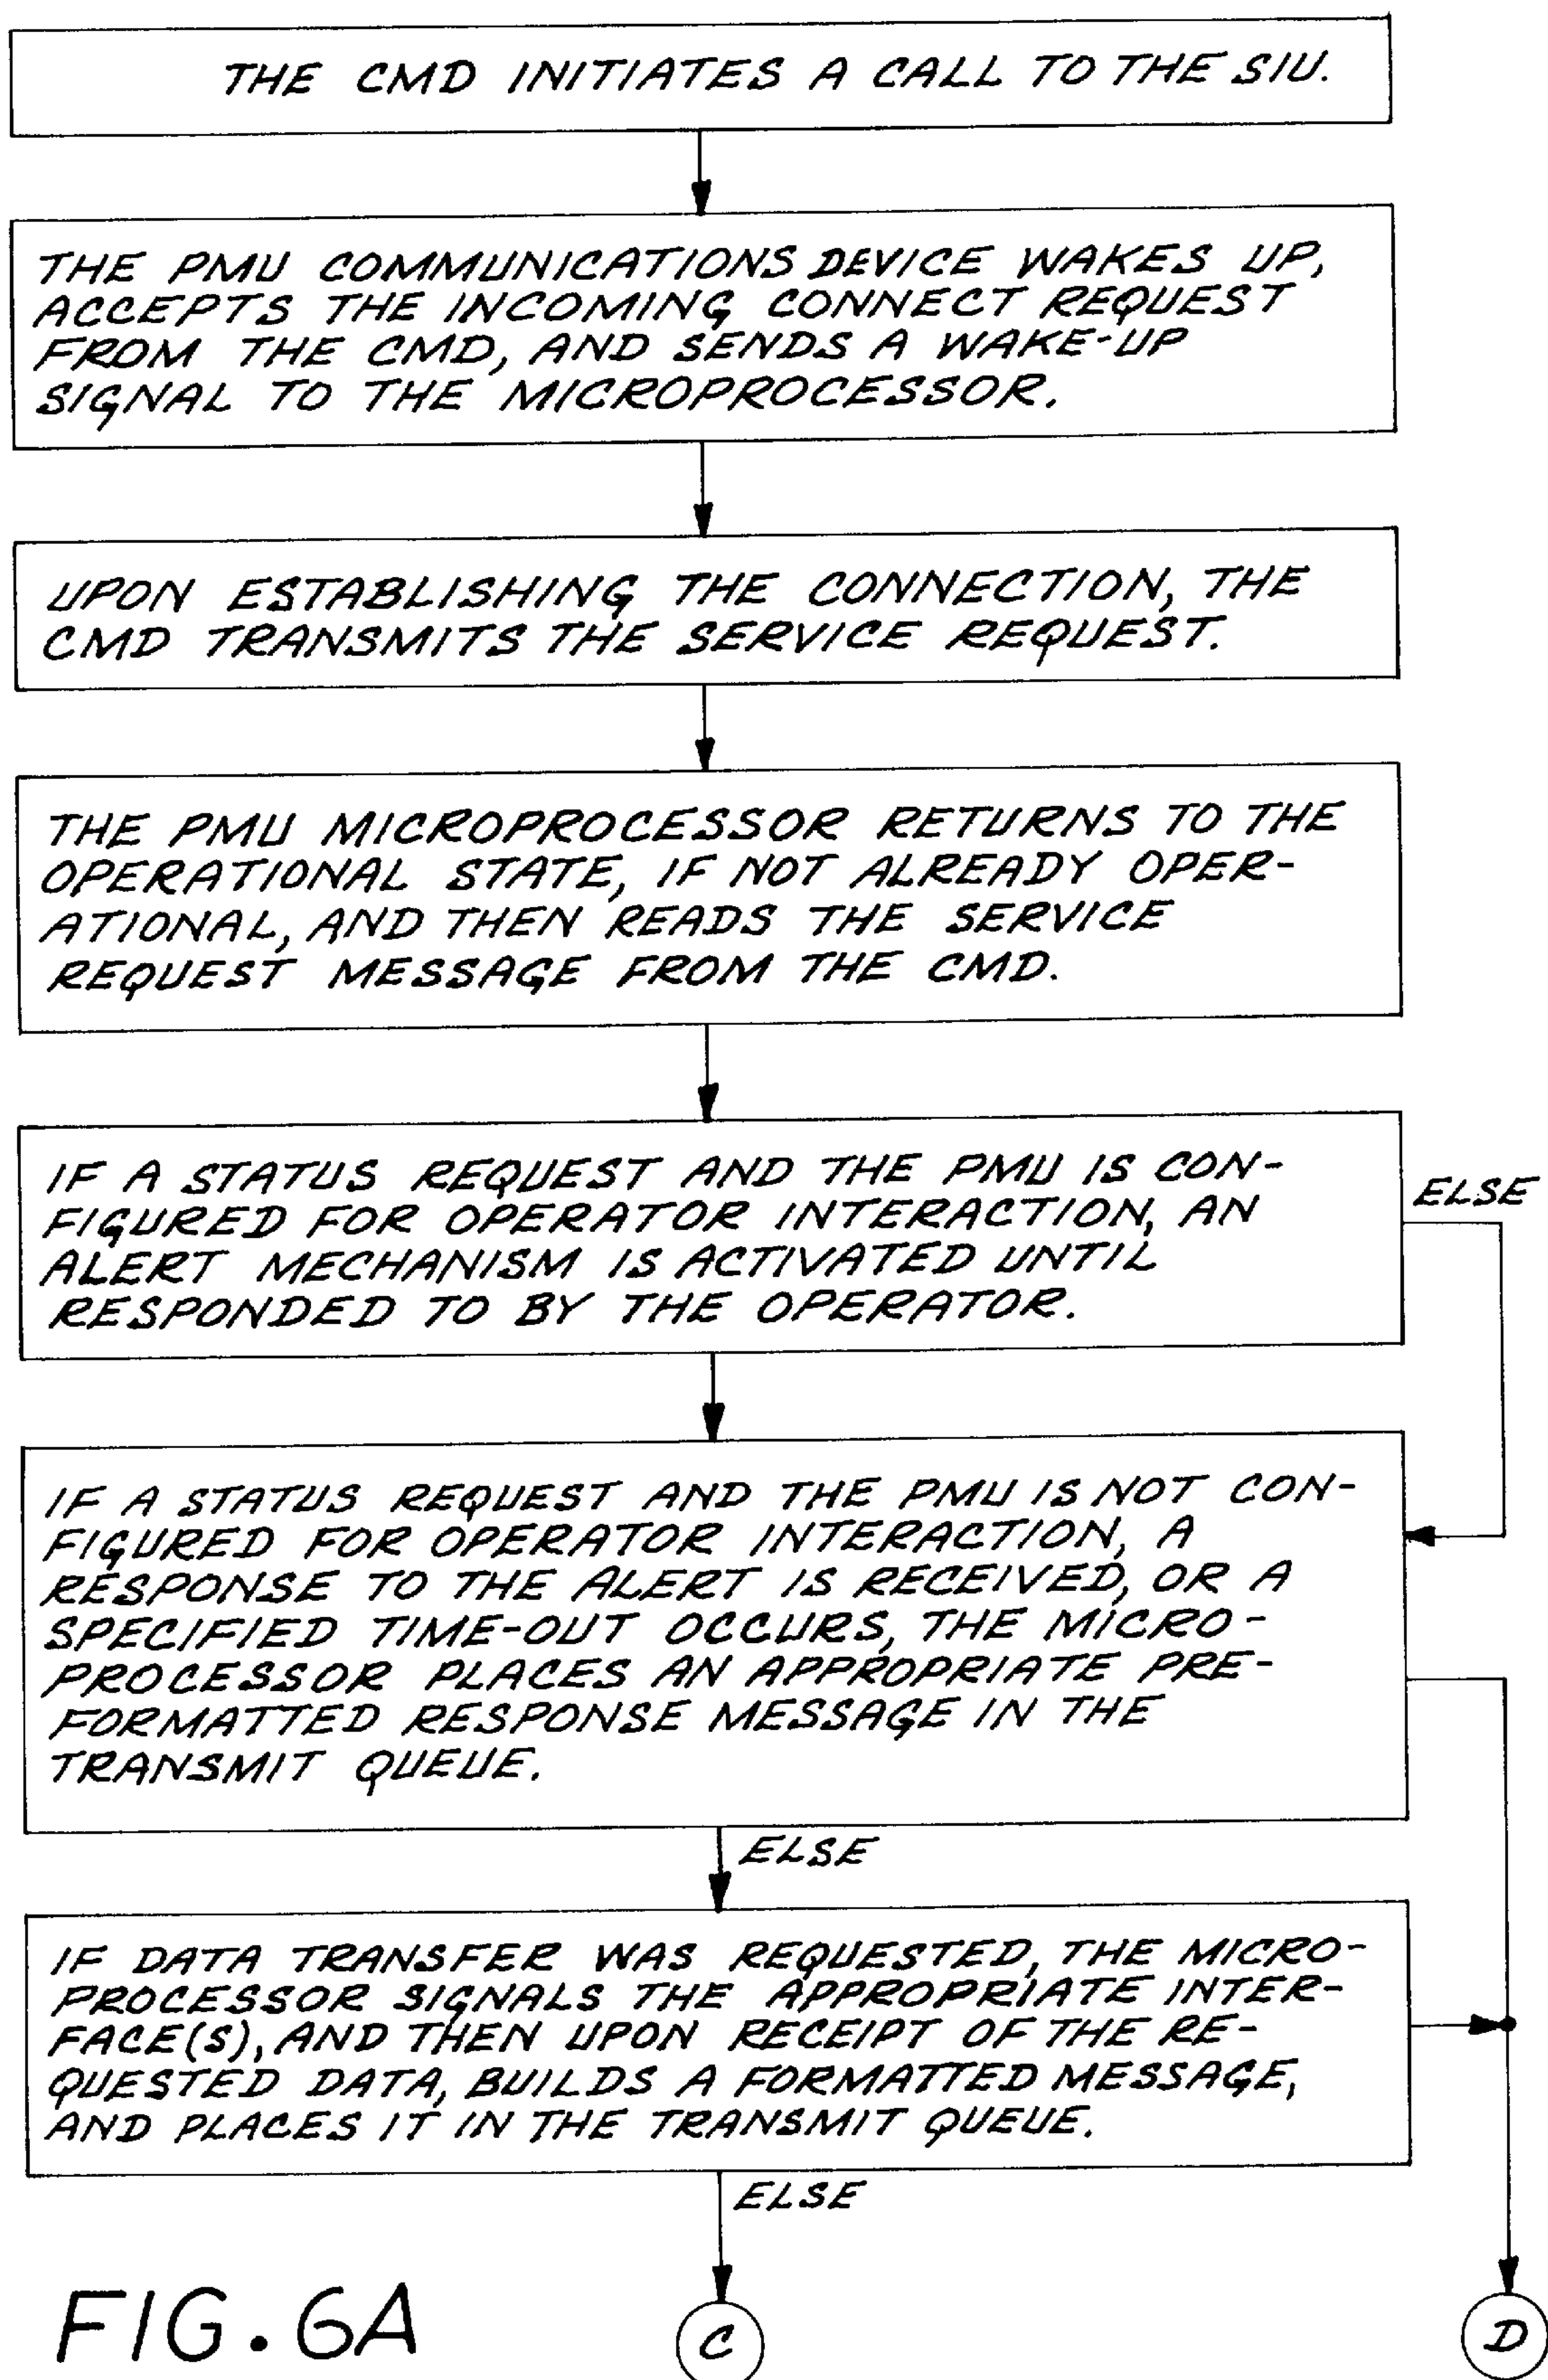 THE CMD INITIATES A CALL TO THE SIU.
THE PMU COMMUNICATIONS DEVICE WAKES UP,
ACCEPTS THE INCOMING CONNECT REQUEST
FROM THE CMD, AND SENDS A WAKE-UP
SIGNAL TO THE MICROPROCESSOR.
UPON ESTABLISHING THE CONNECTION, THE
CMD TRANSMITS THE SERVICE REQUEST.
THE PMU MICROPROCESSOR RETURNS TO THE
OPERATIONAL STATE, IF NOT ALREADY OPER-
ATIONAL, AND THEN READS THE SERVICE
REQUEST MESSAGE FROM THE CMD.
IF A STATUS REQUEST AND THE PMU IS CON-
FIGURED FOR OPERATOR INTERACTION, AN
ALERT MECHANISM IS ACTIVATED UNTIL
RESPONDED TO BY THE OPERATOR.
ELSE
IF A STATUS REQUEST AND THE PMU IS NOT CON-
FIGURED FOR OPERATOR INTERACTION, A
RESPONSE TO THE ALERT IS RECEIVED, OR A
SPECIFIED TIME-OUT OCCURS, THE MICRO-
PROCESSOR PLACES AN APPROPRIATE PRE-
FORMATTED RESPONSE MESSAGE IN THE
TRANSMIT QUEUE.
ELSE
IF DATA TRANSFER WAS REQUESTED, THE MICRO-
PROCESSOR SIGNALS THE APPROPRIATE INTER-
FACE(S), AND THEN UPON RECEIPT OF THE RE-
QUESTED DATA, BUILDS A FORMATTED MESSAGE,
AND PLACES IT IN THE TRANSMIT QUEUE.
ELSE
FIG. 6A
C
D